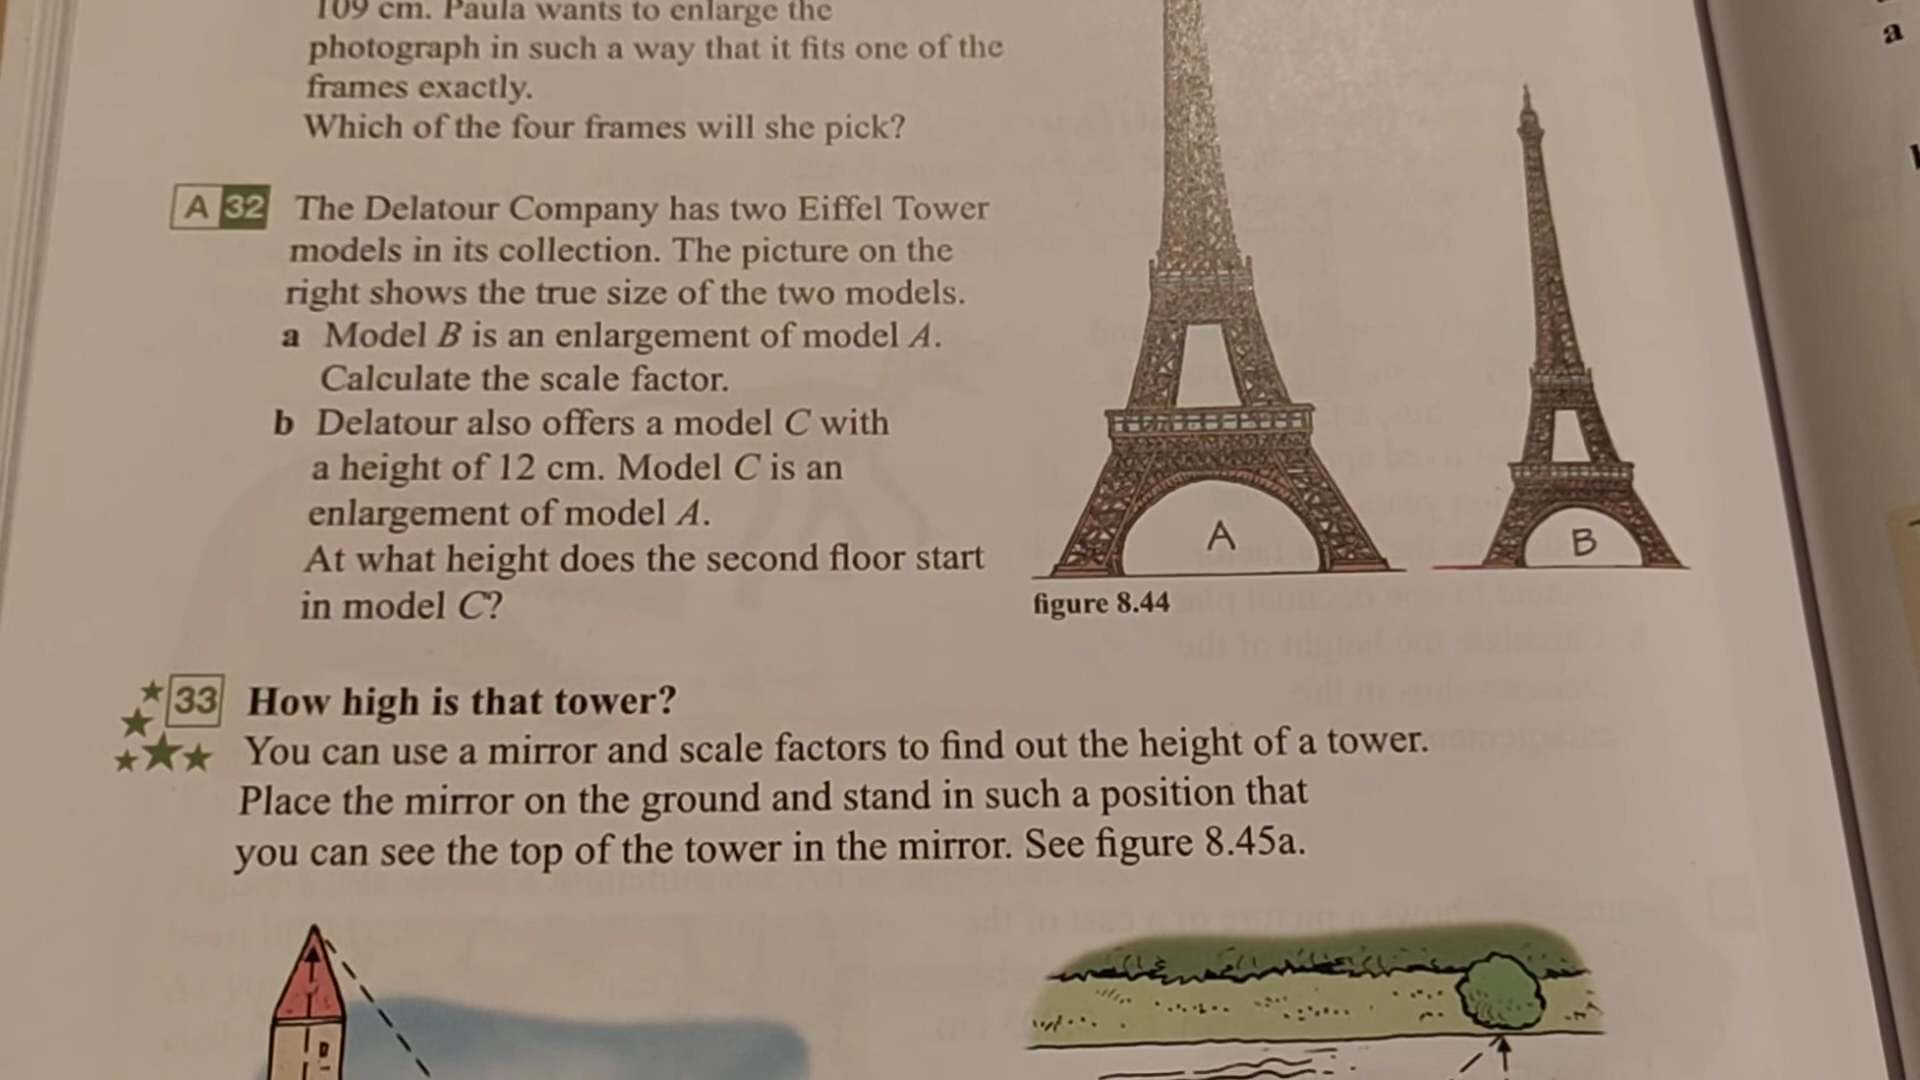 109 cm. Paula wants to enlarge the
photograph in such a way that it fits one of the
frames exactly.
Which of the four frames will she pick?
A 32 The Delatour Company has two Eiffel Tower
models in its collection. The picture on the
right shows the true size of the two models.
a Model B is an enlargement of model A.
Calculate the scale factor.
b Delatour also offers a model C with
a height of 12 cm. Model C is an
enlargement of model A.
At what height does the second floor start
in model C?
A
B
figure 8.44
33 How high is that tower?
You can use a mirror and scale factors to find out the height of a tower.
Place the mirror on the ground and stand in such a position that
you can see the top of the tower in the mirror. See figure 8.45a.
a